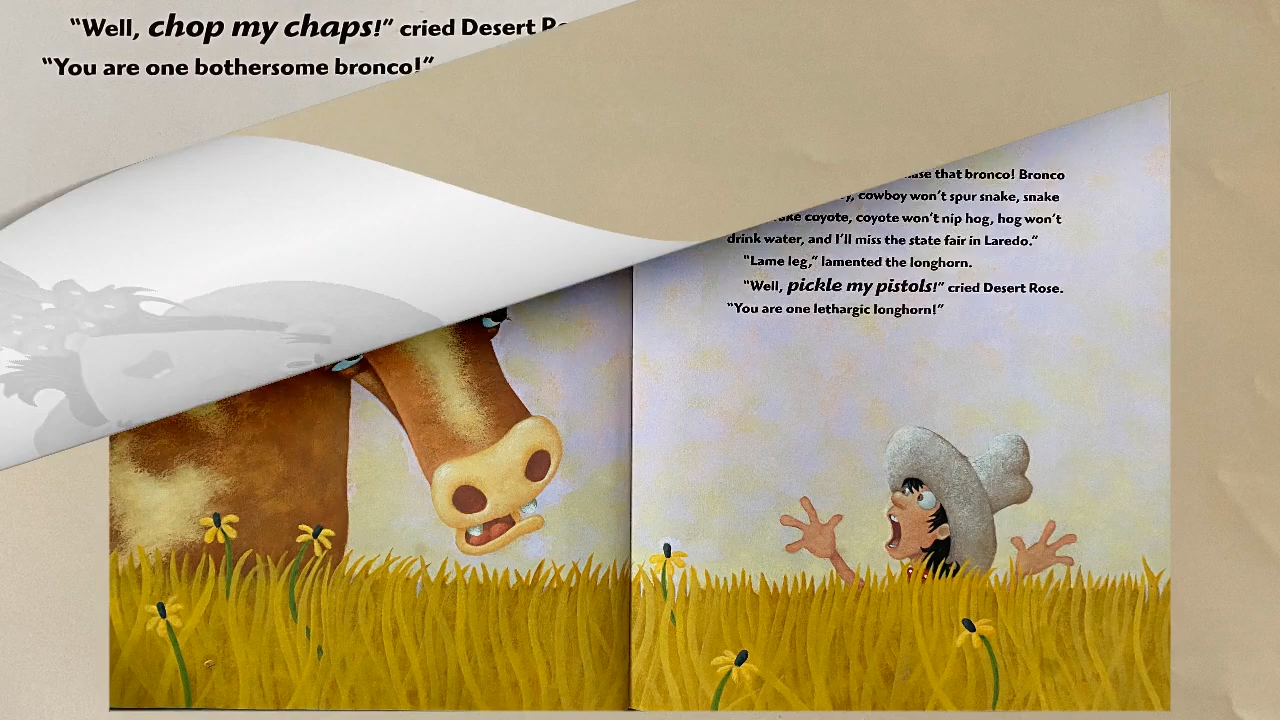 "Well, chop my chaps!" cried Desert
"You are one bothersome bronco!"
that bronco! Bronco
cowboy won't spur snake, snake
coyote, coyote won't nip hog, hog won't
drink water, and I'll miss the state fair in Laredo."
"Lame leg," lamented the longhorn.
"Well, pickle my pistols!" cried Desert Rose.
"You are one lethargic longhorn!"